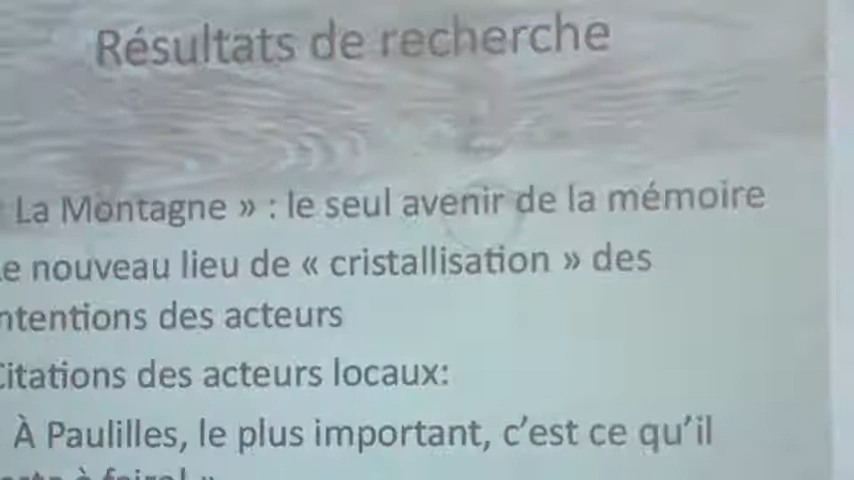 Résultats de recherche
La Montagne » : le seul avenir de la mémoire
e nouveau lieu de « cristallisation » des
ntentions des acteurs
Citations des acteurs locaux:
À Paulilles, le plus important, c’est ce qu’il
à faire! »